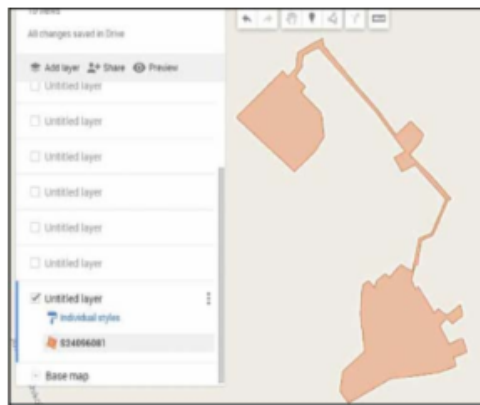 All changes saved in Drive
Add layer Share Preview
Untitled layer
Untitled layer
Untitled layer
Untitled layer
Untitled layer
Untitled layer
Untitled layer
Individual styles
S24096081
Base map